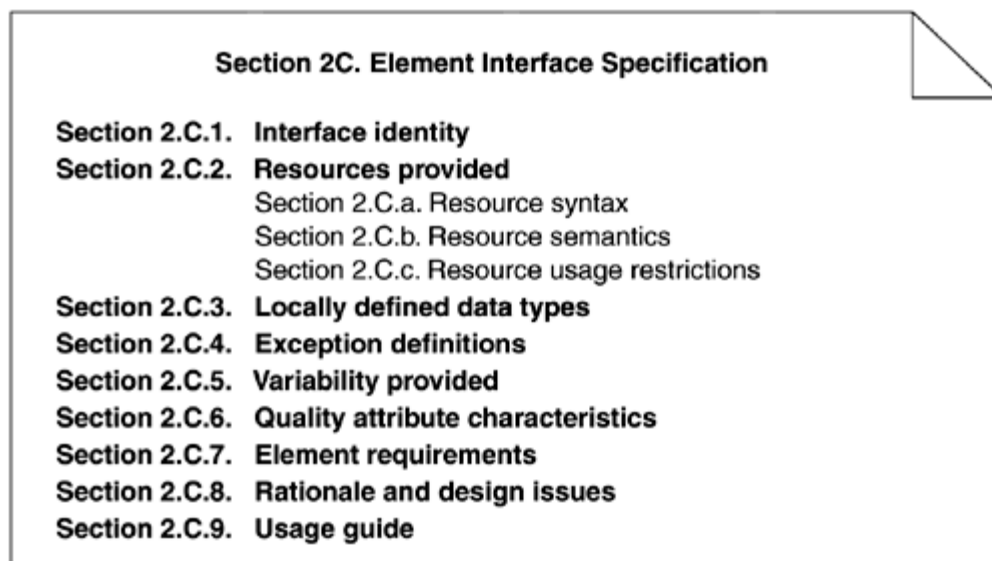 Section 2C. Element Interface Specification
Section 2.C.1. Interface identity
Section 2.C.2. Resources provided
Section 2.C.a. Resource syntax
Section 2.C.b. Resource semantics
Section 2.C.c. Resource usage restrictions
Section 2.C.3. Locally defined data types
Section 2.C.4. Exception definitions
Section 2.C.5. Variability provided
Section 2.C.6. Quality attribute characteristics
Section 2.C.7. Element requirements
Section 2.C.8. Rationale and design issues
Section 2.C.9. Usage guide